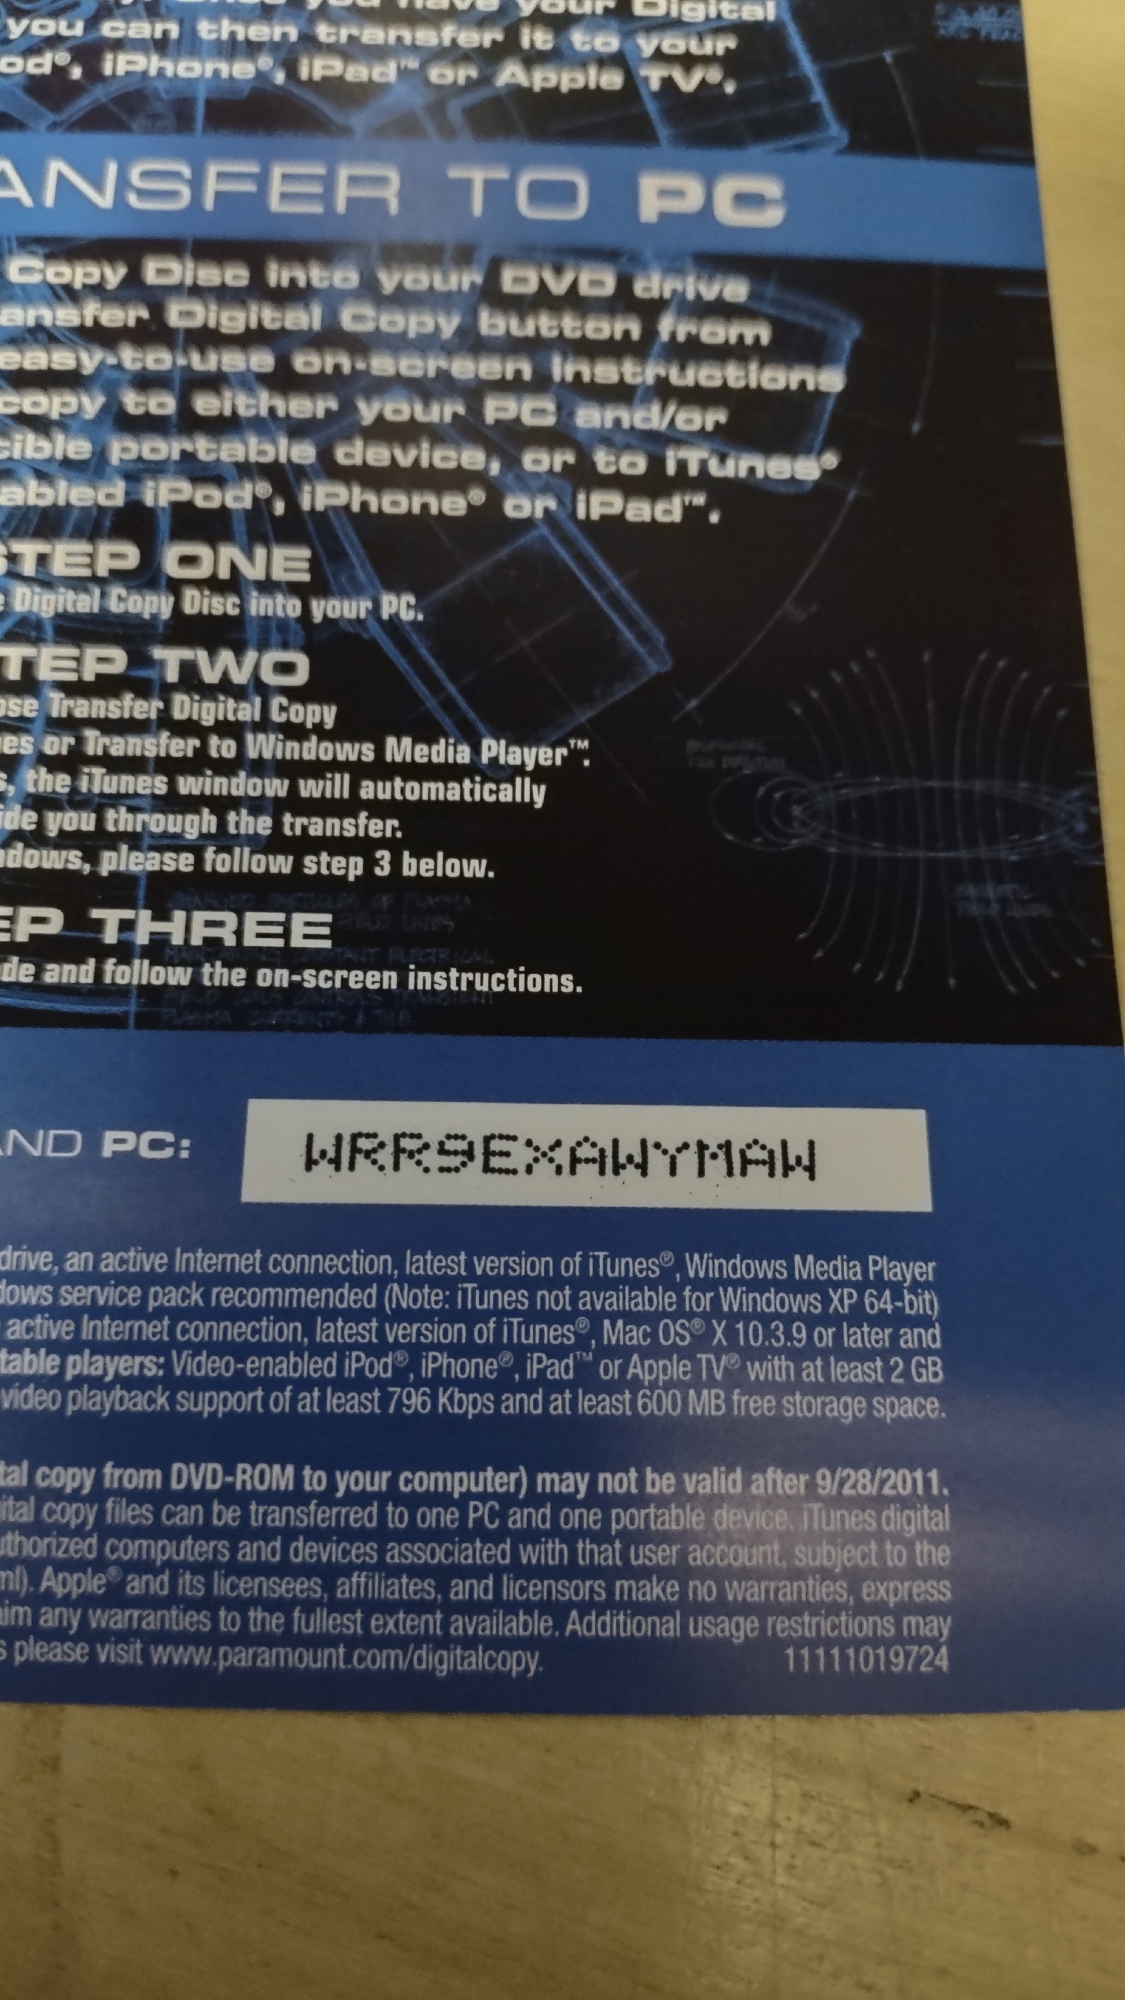 have your Digital
you can then transfer it to your
od®, iPhone®, iPad™ or Apple TV®.
ANSFER TO PC
Copy Disc into your DVD drive
ansfer Digital Copy button from
easy-to-use on-screen instructions
copy to either your PC and/or
tible portable device, or to iTunes®
abled iPod®, iPhone® or iPad™.
STEP ONE
e Digital Copy Disc into your PC.
TEP TWO
ose Transfer Digital Copy
nes or Transfer to Windows Media Player™.
s, the iTunes window will automatically
ide you through the transfer.
ndows, please follow step 3 below.
EP THREE
de and follow the on-screen instructions.
AND PC:
WRR9EXAWYMAW
drive, an active Internet connection, latest version of iTunes®, Windows Media Player
dows service pack recommended (Note: iTunes not available for Windows XP 64-bit)
active Internet connection, latest version of iTunes®, Mac OS® X 10.3.9 or later and
table players: Video-enabled iPod®, iPhone®, iPad™ or Apple TV® with at least 2 GB
video playback support of at least 796 Kbps and at least 600 MB free storage space.
tal copy from DVD-ROM to your computer) may not be valid after 9/28/2011.
ital copy files can be transferred to one PC and one portable device. iTunes digital
uthorized computers and devices associated with that user account, subject to the
ml). Apple® and its licensees, affiliates, and licensors make no warranties, express
aim any warranties to the fullest extent available. Additional usage restrictions may
s please visit www.paramount.com/digitalcopy.
11111019724